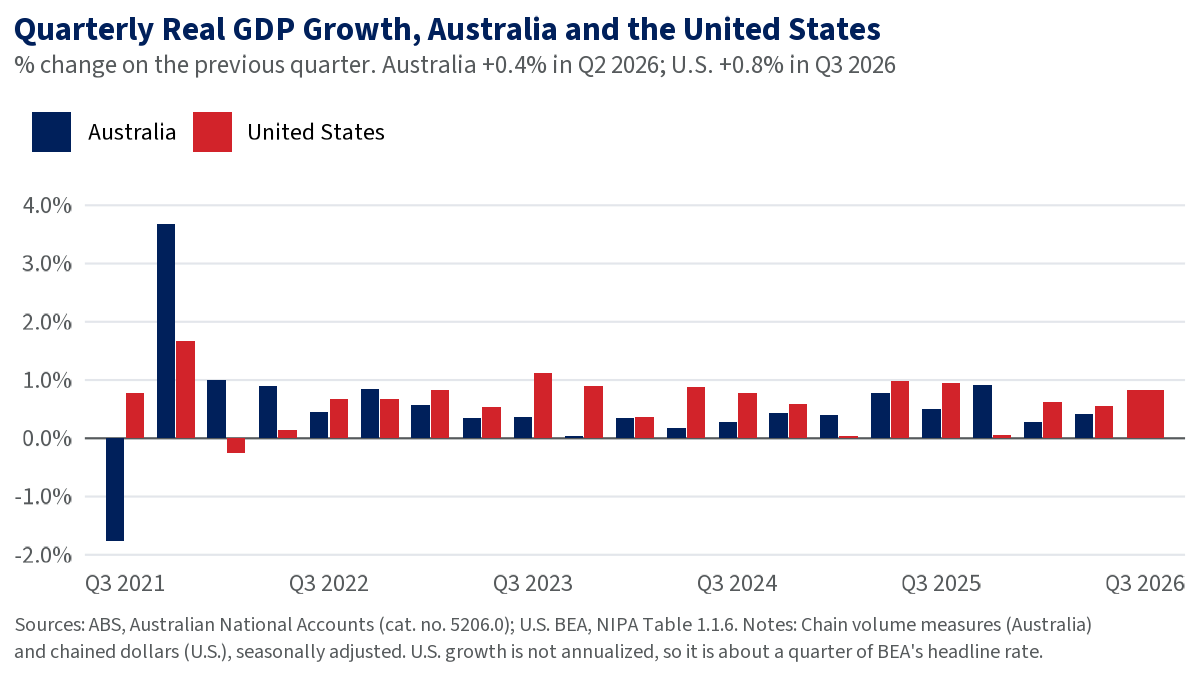 Quarterly Real GDP Growth, Australia and the United States
% change on the previous quarter. Australia +0.4% in Q2 2026; U.S. +0.8% in Q3 2026
Australia
United States
4.0%
3.0%
2.0%
1.0%
0.0%
-1.0%
-2.0%
Q3 2021
Q3 2022
Q3 2023
Q3 2024
Q3 2025
Q3 2026
Sources: ABS, Australian National Accounts (cat. no. 5206.0); U.S. BEA, NIPA Table 1.1.6. Notes: Chain volume measures (Australia)
and chained dollars (U.S.), seasonally adjusted. U.S. growth is not annualized, so it is about a quarter of BEA's headline rate.